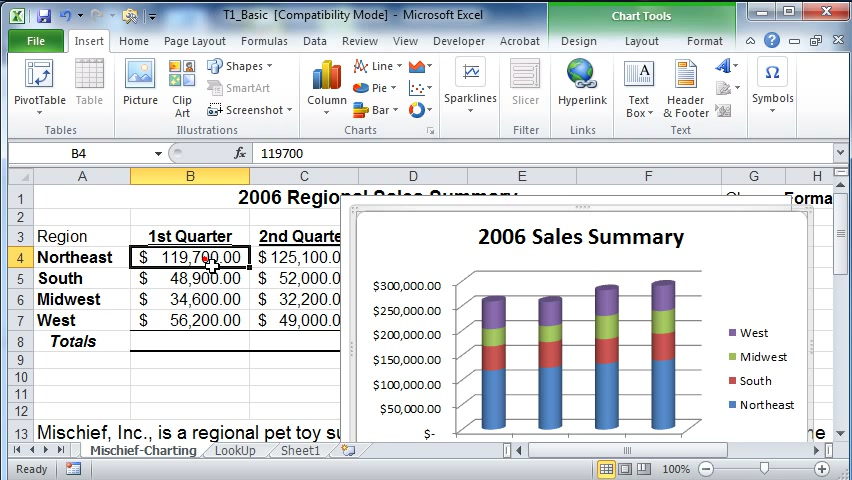 T1_Basic [Compatibility Mode] - Microsoft Excel
Chart Tools
File Insert Home Page Layout Formulas Data Review View Developer Acrobat Design Layout Format
PivotTable Table Picture Clip Art Shapes SmartArt Screenshot Column Line Pie Bar Sparklines Slicer Hyperlink Text Box Header & Footer Symbols
Tables Illustrations Charts Filter Links Text
B4 fx 119700
A B C D E F G H
1 2006 Regional Sales Summary Forma
2
3 Region 1st Quarter 2nd Quarte
4 Northeast $ 119,700.00 $ 125,100.0
5 South $ 48,900.00 $ 52,000.0
6 Midwest $ 34,600.00 $ 32,200.0
7 West $ 56,200.00 $ 49,000.0
8 Totals
9
10
11
12
13 Mischief, Inc., is a regional pet toy su me
2006 Sales Summary
$300,000.00
$250,000.00
$200,000.00
$150,000.00
$100,000.00
$50,000.00
$-
West
Midwest
South
Northeast
Mischief-Charting LookUp Sheet1
Ready 100%